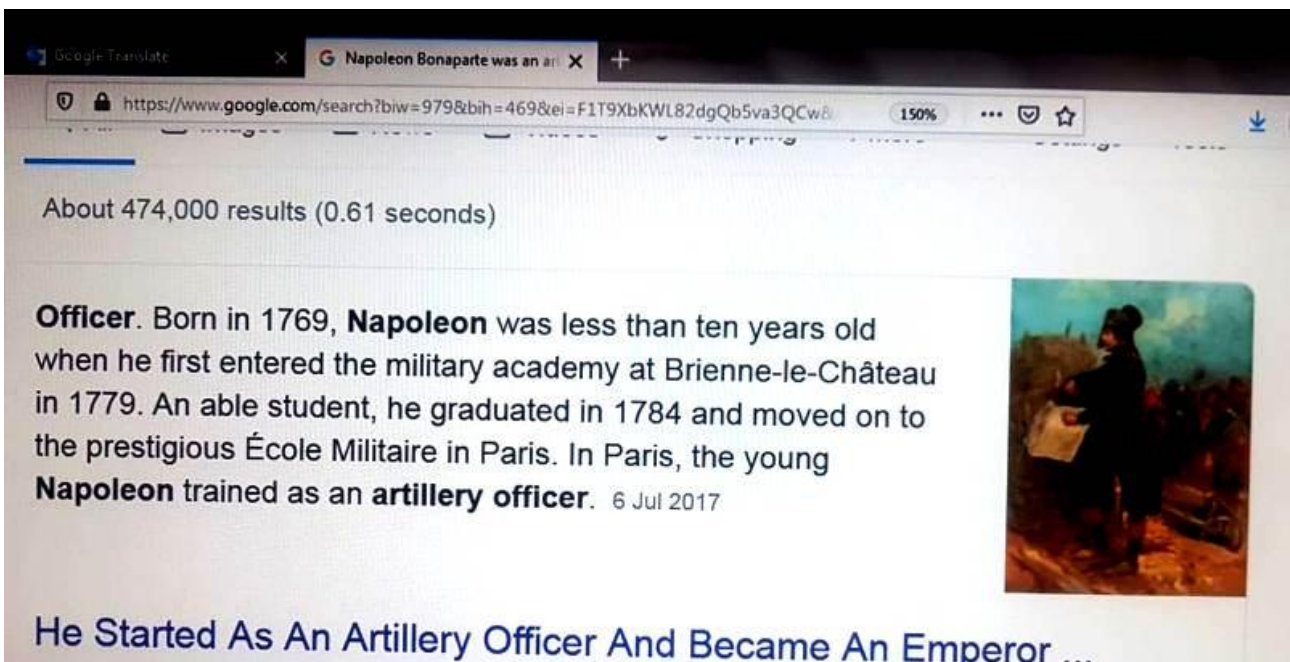 Google Translate
G Napoleon Bonaparte was an ar
https://www.google.com/search?biw=979&bih=469&ei=F1T9XbKWL82dgQb5va3QCw&
150%
About 474,000 results (0.61 seconds)
Officer. Born in 1769, Napoleon was less than ten years old
when he first entered the military academy at Brienne-le-Château
in 1779. An able student, he graduated in 1784 and moved on to
the prestigious École Militaire in Paris. In Paris, the young
Napoleon trained as an artillery officer. 6 Jul 2017
He Started As An Artillery Officer And Became An Emperor ...